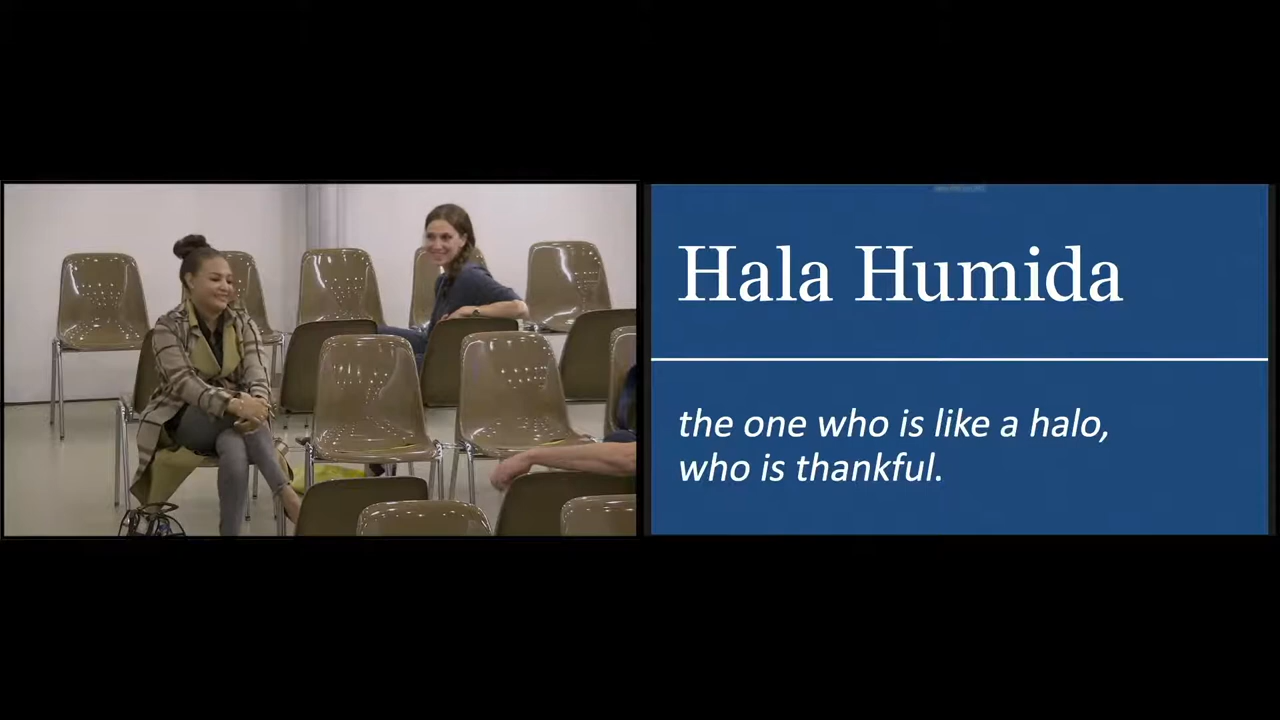 Hala Humida
the one who is like a halo,
who is thankful.